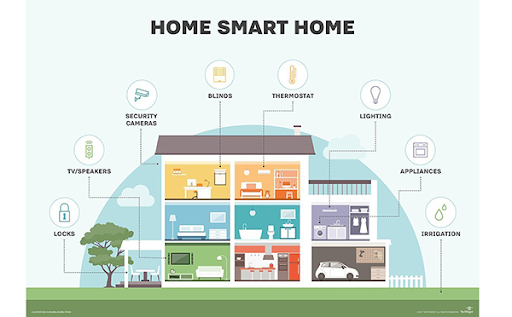 HOME SMART HOME
BLINDS
THERMOSTAT
SECURITY
CAMERAS
LIGHTING
TV/SPEAKERS
APPLIANCES
LOCKS
IRRIGATION